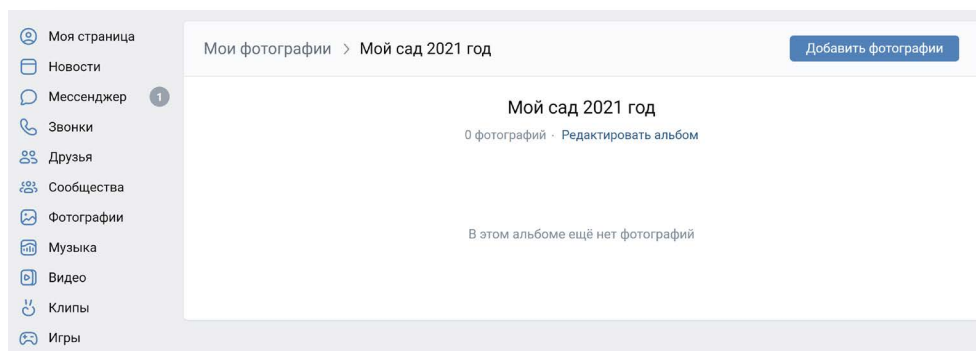 Моя страница
Новости
Мессенджер 1
Звонки
Друзья
Сообщества
Фотографии
Музыка
Видео
Клипы
Игры
Мои фотографии > Мой сад 2021 год
Добавить фотографии
Мой сад 2021 год
0 фотографий · Редактировать альбом
В этом альбоме ещё нет фотографий